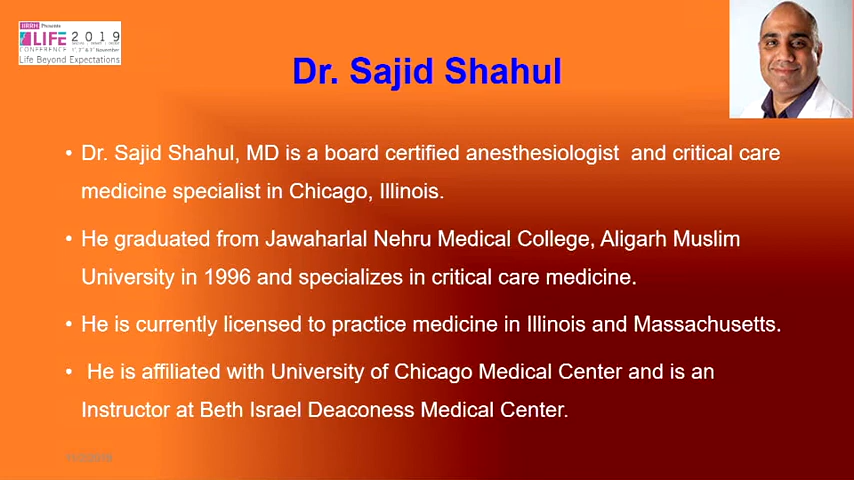 IIRRH Presents
LIFE 2019
CONFERENCE
Life Beyond Expectations
Dr. Sajid Shahul
• Dr. Sajid Shahul, MD is a board certified anesthesiologist and critical care
medicine specialist in Chicago, Illinois.
• He graduated from Jawaharlal Nehru Medical College, Aligarh Muslim
University in 1996 and specializes in critical care medicine.
• He is currently licensed to practice medicine in Illinois and Massachusetts.
• He is affiliated with University of Chicago Medical Center and is an
Instructor at Beth Israel Deaconess Medical Center.